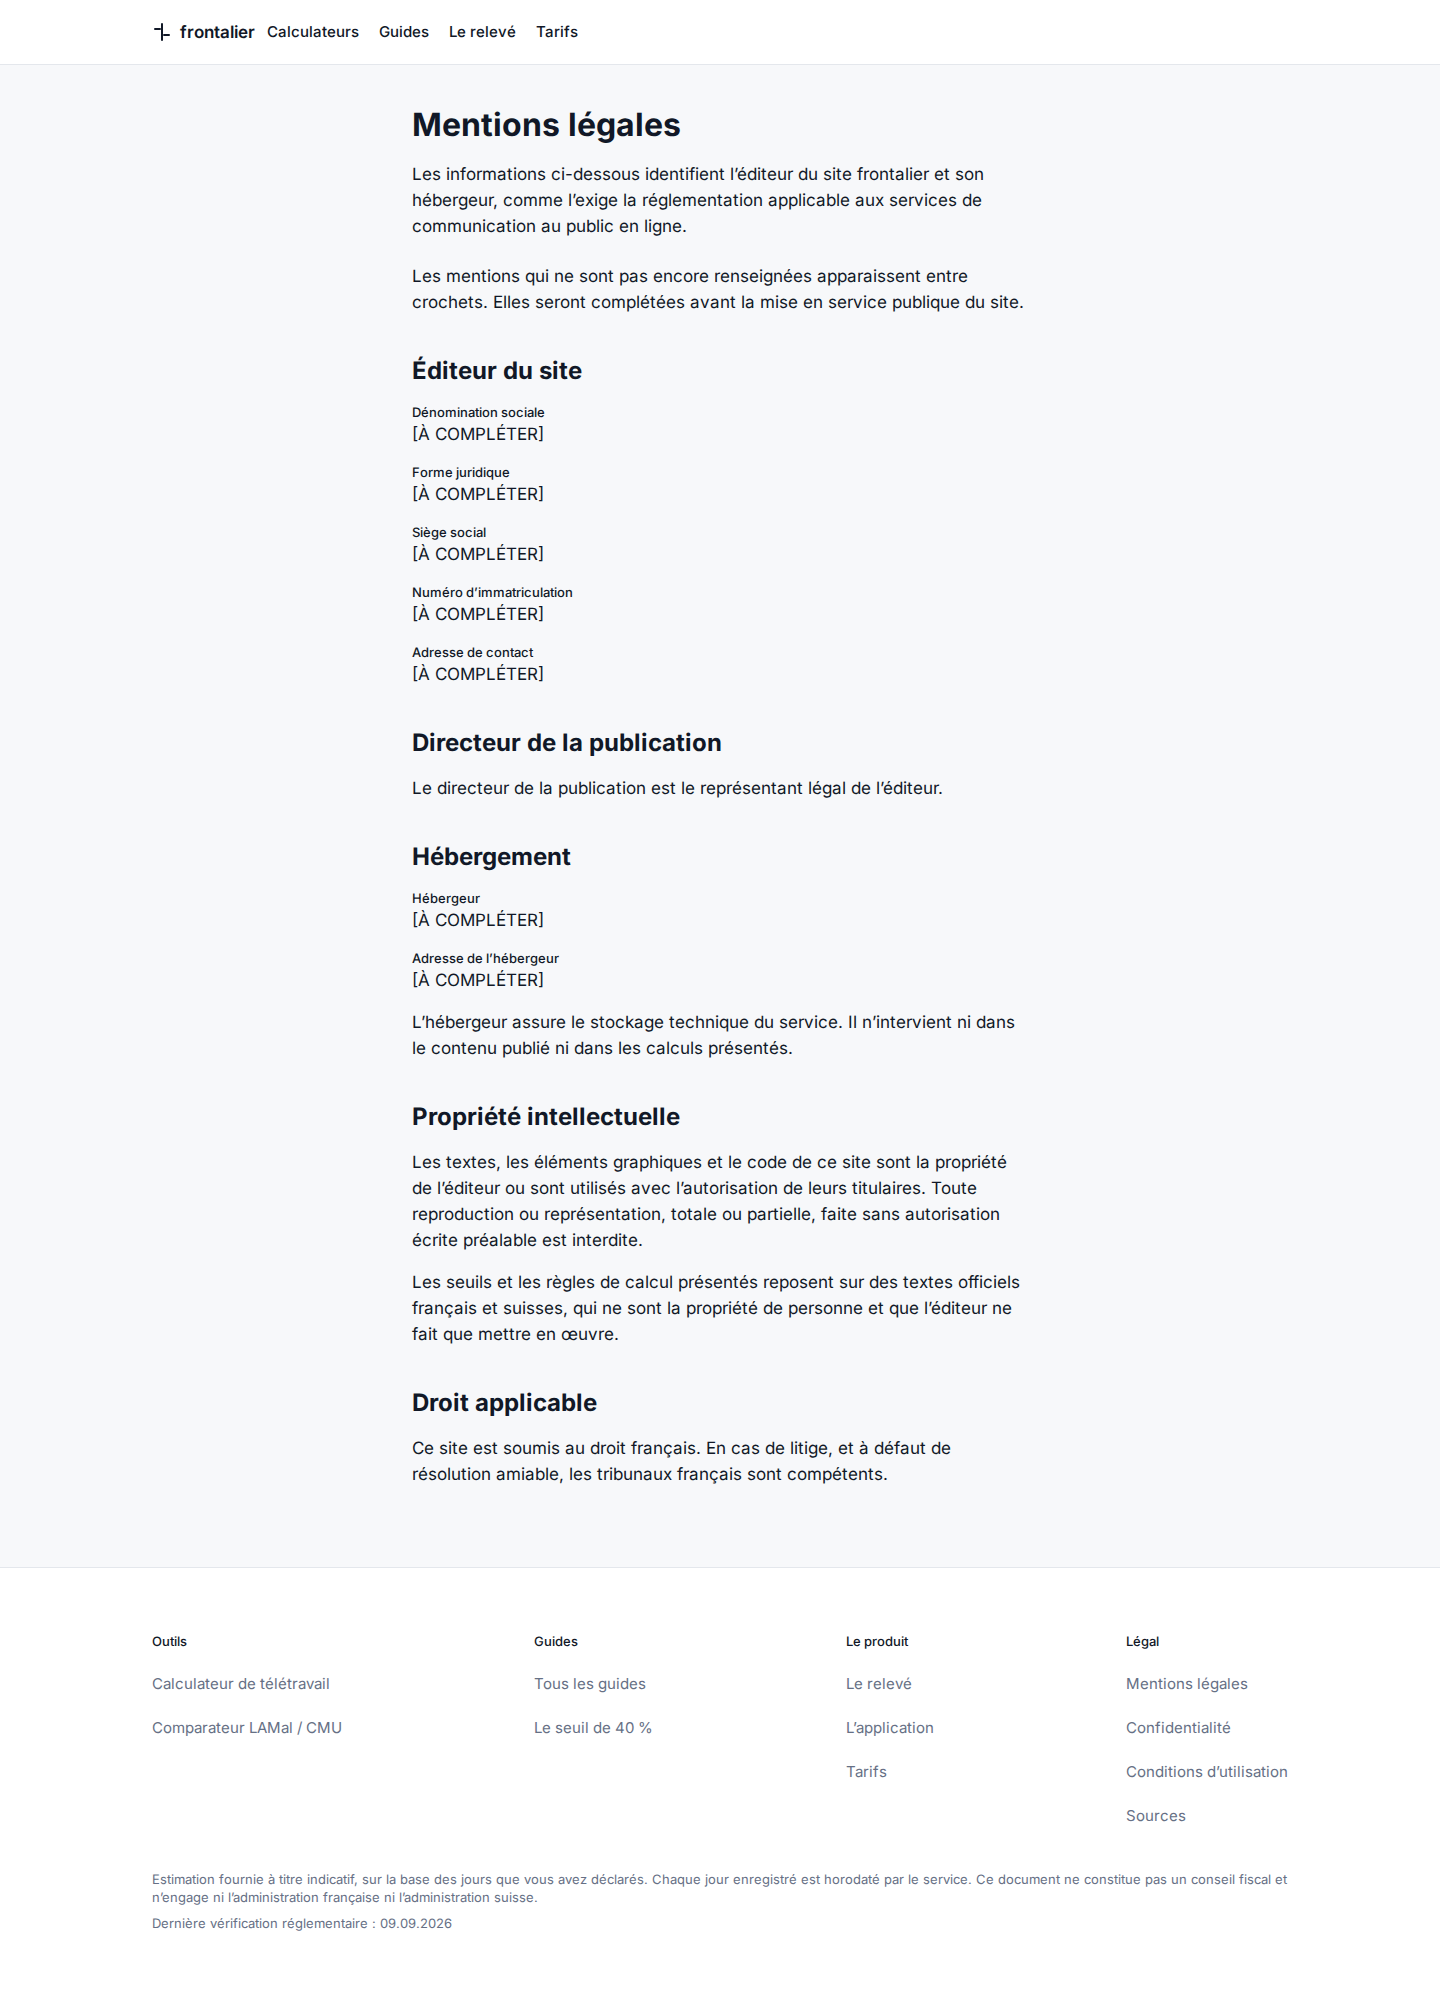 frontalier Calculateurs Guides Le relevé Tarifs
Mentions légales
Les informations ci-dessous identifient l’éditeur du site frontalier et son
hébergeur, comme l’exige la réglementation applicable aux services de
communication au public en ligne.
Les mentions qui ne sont pas encore renseignées apparaissent entre
crochets. Elles seront complétées avant la mise en service publique du site.
Éditeur du site
Dénomination sociale
[À COMPLÉTER]
Forme juridique
[À COMPLÉTER]
Siège social
[À COMPLÉTER]
Numéro d’immatriculation
[À COMPLÉTER]
Adresse de contact
[À COMPLÉTER]
Directeur de la publication
Le directeur de la publication est le représentant légal de l’éditeur.
Hébergement
Hébergeur
[À COMPLÉTER]
Adresse de l’hébergeur
[À COMPLÉTER]
L’hébergeur assure le stockage technique du service. Il n’intervient ni dans
le contenu publié ni dans les calculs présentés.
Propriété intellectuelle
Les textes, les éléments graphiques et le code de ce site sont la propriété
de l’éditeur ou sont utilisés avec l’autorisation de leurs titulaires. Toute
reproduction ou représentation, totale ou partielle, faite sans autorisation
écrite préalable est interdite.
Les seuils et les règles de calcul présentés reposent sur des textes officiels
français et suisses, qui ne sont la propriété de personne et que l’éditeur ne
fait que mettre en œuvre.
Droit applicable
Ce site est soumis au droit français. En cas de litige, et à défaut de
résolution amiable, les tribunaux français sont compétents.
Outils
Calculateur de télétravail
Comparateur LAMal / CMU
Guides
Tous les guides
Le seuil de 40 %
Le produit
Le relevé
L’application
Tarifs
Légal
Mentions légales
Confidentialité
Conditions d’utilisation
Sources
Estimation fournie à titre indicatif, sur la base des jours que vous avez déclarés. Chaque jour enregistré est horodaté par le service. Ce document ne constitue pas un conseil fiscal et
n’engage ni l’administration française ni l’administration suisse.
Dernière vérification réglementaire : 09.09.2026